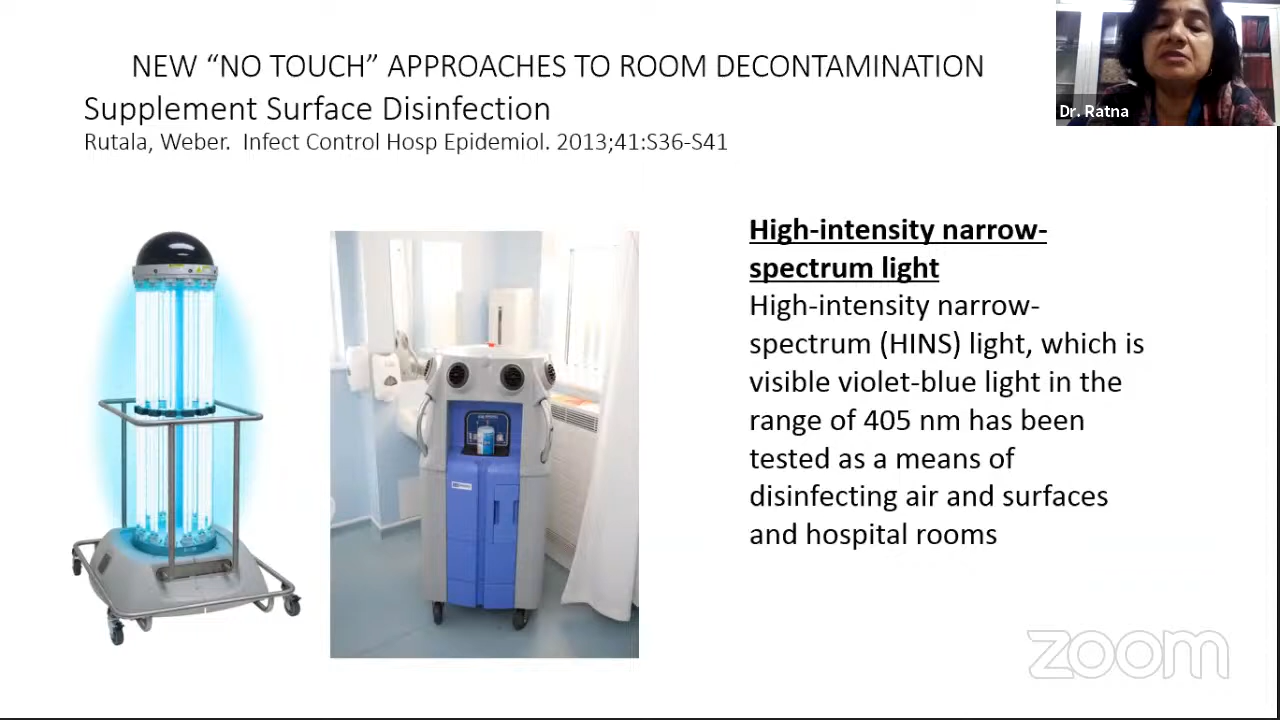 NEW “NO TOUCH” APPROACHES TO ROOM DECONTAMINATION
Supplement Surface Disinfection
Rutala, Weber.  Infect Control Hosp Epidemiol. 2013;41:S36-S41
Dr. Ratna
High-intensity narrow-
spectrum light
High-intensity narrow-
spectrum (HINS) light, which is
visible violet-blue light in the
range of 405 nm has been
tested as a means of
disinfecting air and surfaces
and hospital rooms
zoom